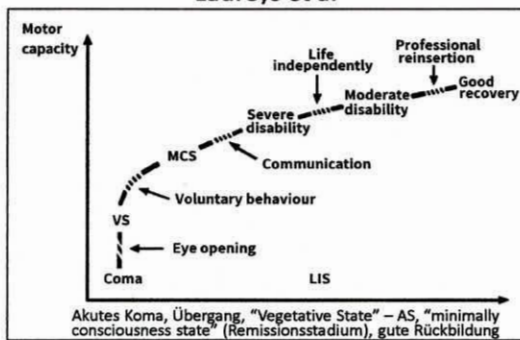 Motor
capacity
Life
independently
Professional
reinsertion
Good
recovery
Moderate
disability
Severe
disability
MCS
Communication
Voluntary behaviour
VS
Eye opening
Coma
LIS
Akutes Koma, Übergang, "Vegetative State" – AS, "minimally
consciousness state" (Remissionsstadium), gute Rückbildung